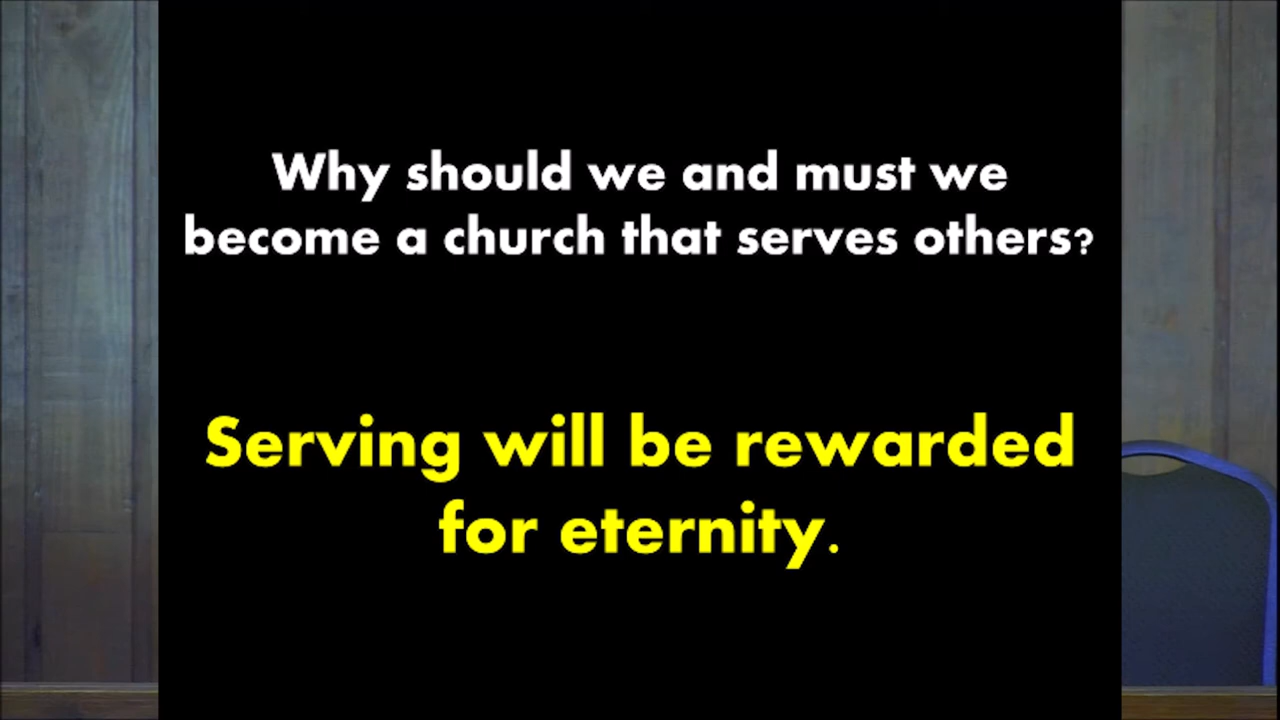 Why should we and must we
become a church that serves others?
Serving will be rewarded
for eternity.